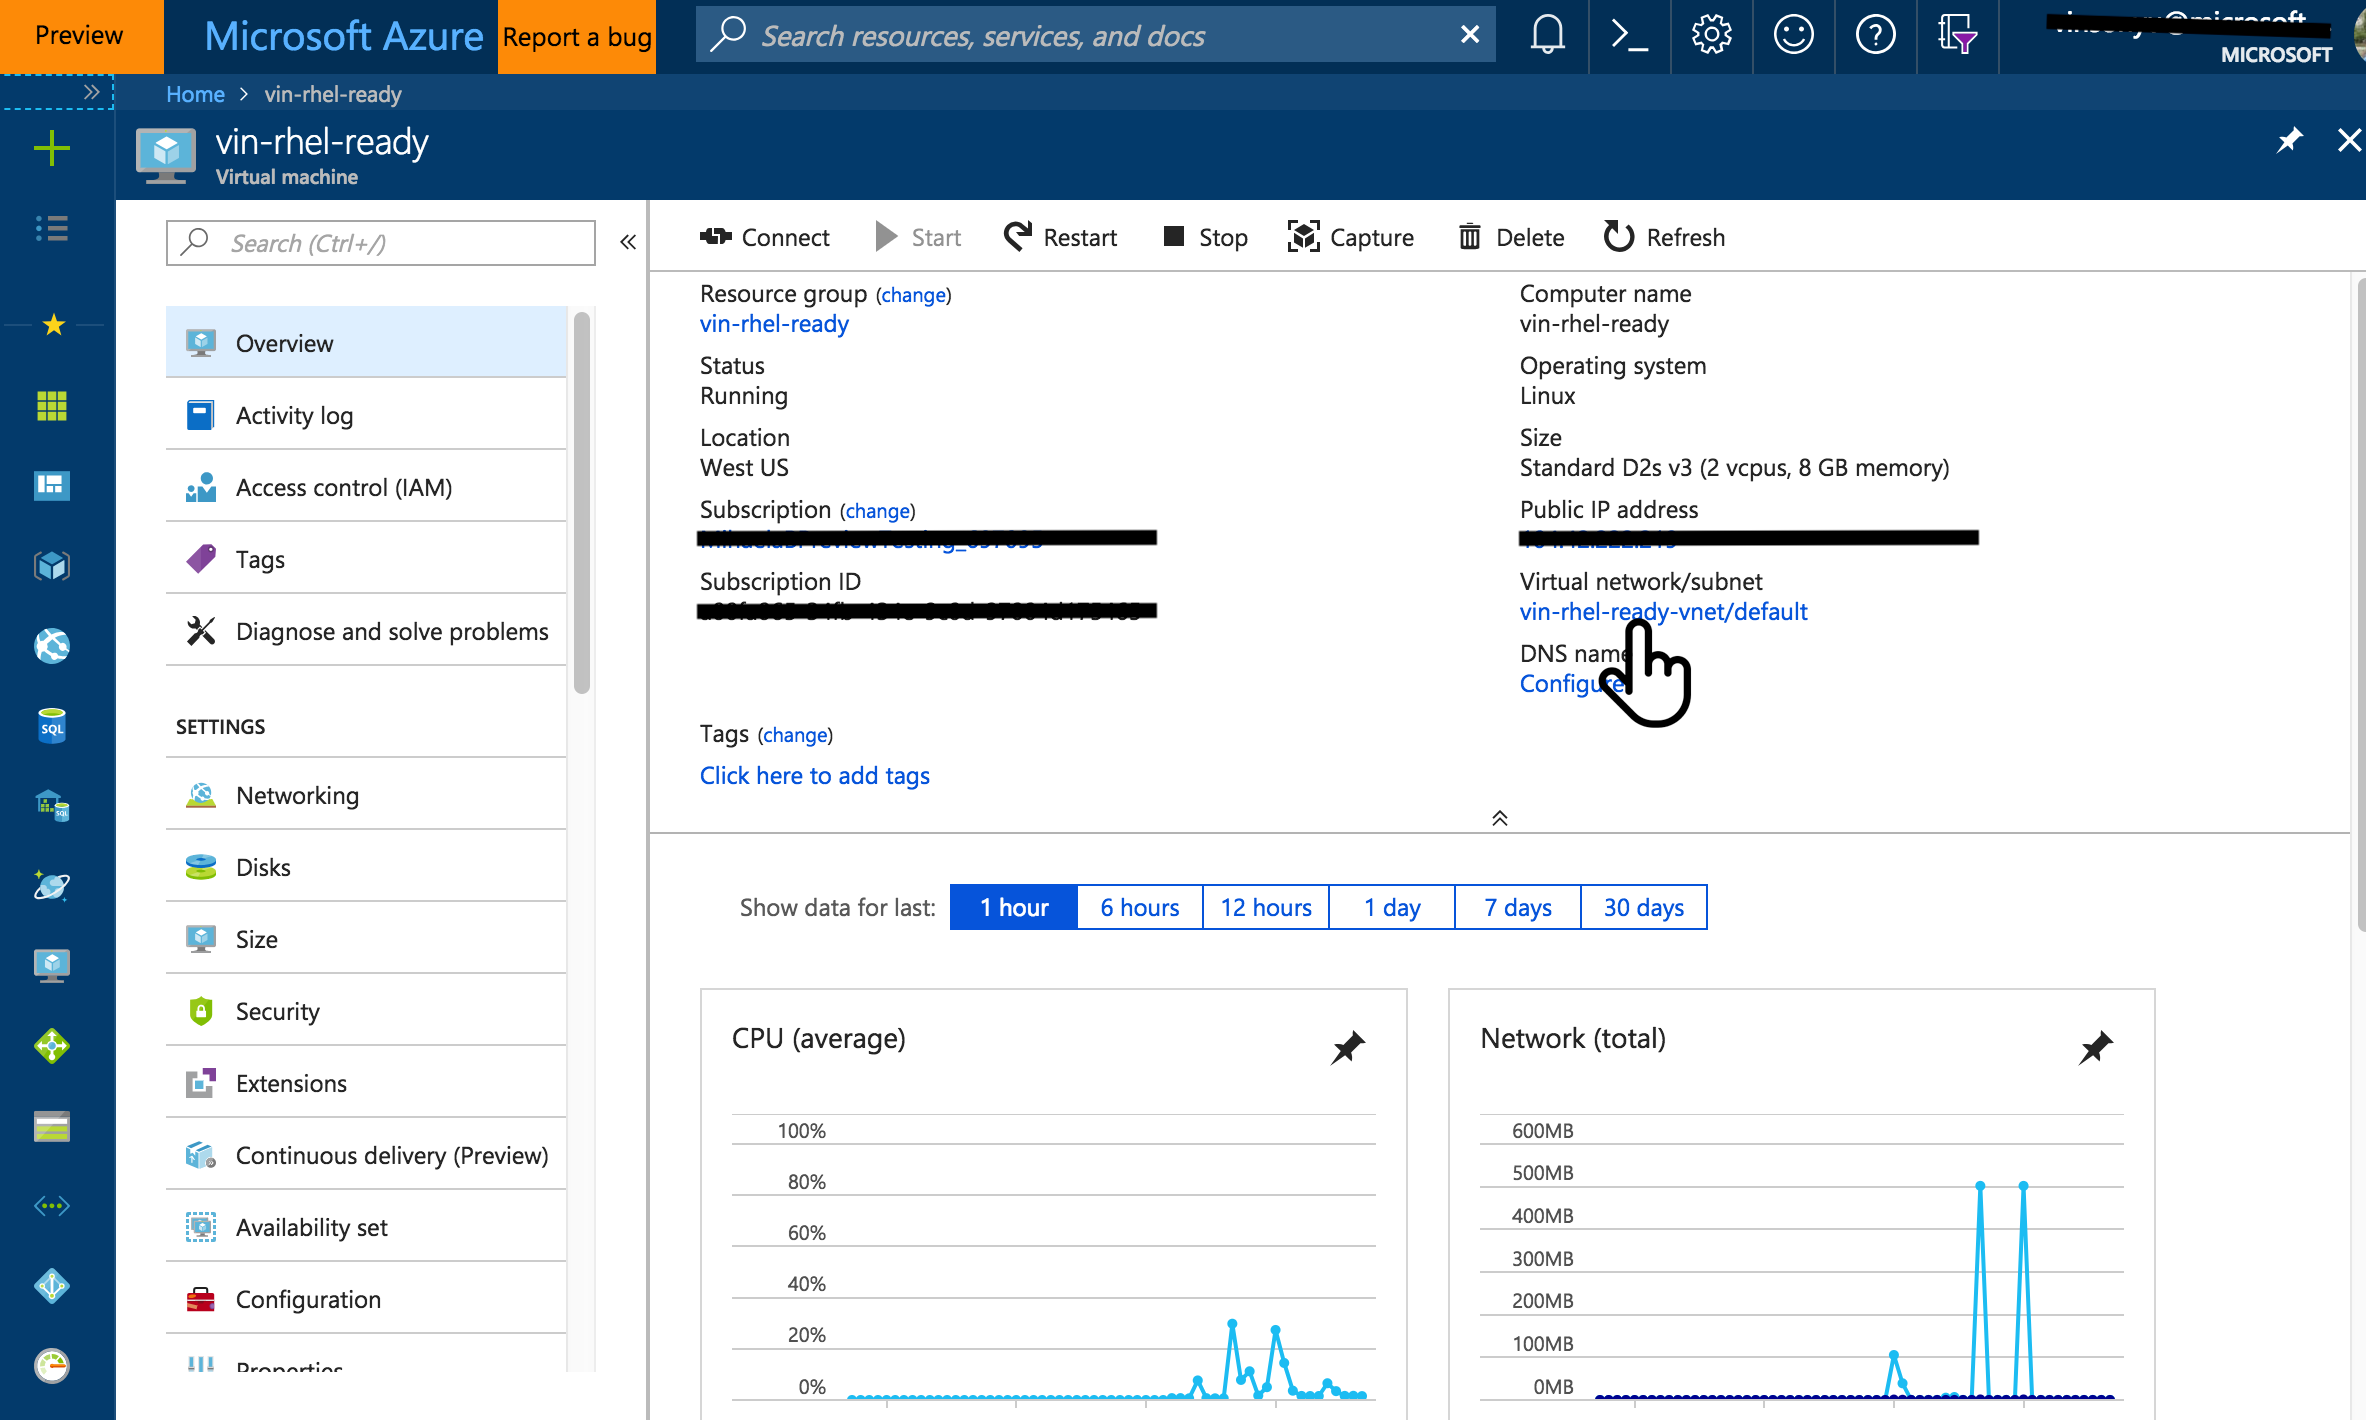 Preview
Microsoft Azure
Report a bug
Search resources, services, and docs
MICROSOFT
Home > vin-rhel-ready
vin-rhel-ready
Virtual machine
Search (Ctrl+/)
Overview
Activity log
Access control (IAM)
Tags
Diagnose and solve problems
SETTINGS
Networking
Disks
Size
Security
Extensions
Continuous delivery (Preview)
Availability set
Configuration
Properties
Connect
Start
Restart
Stop
Capture
Delete
Refresh
Resource group (change)
vin-rhel-ready
Status
Running
Location
West US
Subscription (change)
Subscription ID
Computer name
vin-rhel-ready
Operating system
Linux
Size
Standard D2s v3 (2 vcpus, 8 GB memory)
Public IP address
Virtual network/subnet
vin-rhel-ready-vnet/default
DNS name
Configure
Tags (change)
Click here to add tags
Show data for last:
1 hour
6 hours
12 hours
1 day
7 days
30 days
CPU (average)
100%
80%
60%
40%
20%
0%
Network (total)
600MB
500MB
400MB
300MB
200MB
100MB
0MB
SQL
SQL